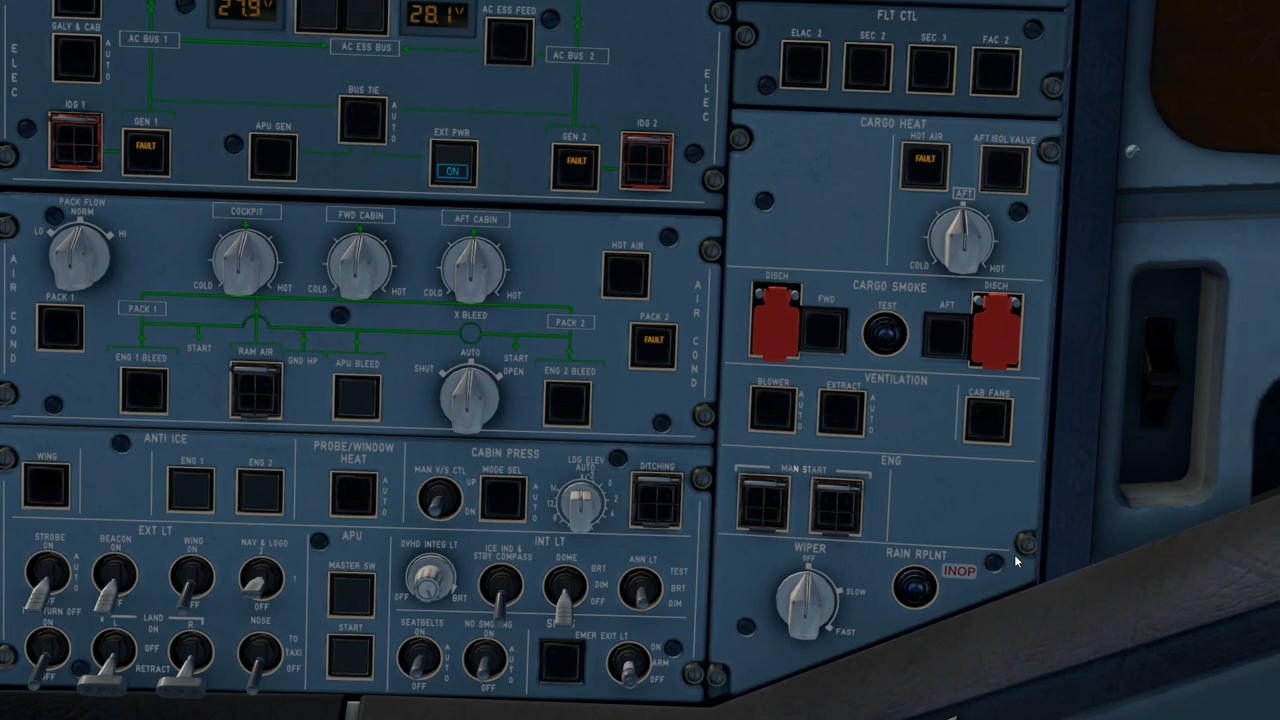 27.9V
28.1V
AC ESS FEED
GALY & CAB
AUTO
AC BUS 1
AC ESS BUS
AC BUS 2
ELEC
ELEC
BUS TIE
AUTO
IDG 1
GEN 1
FAULT
APU GEN
EXT PWR
ON
GEN 2
FAULT
IDG 2
PACK FLOW
NORM
LO
HI
COCKPIT
FWD CABIN
AFT CABIN
HOT AIR
COLD HOT
COLD HOT
COLD HOT
AIR COND
AIR COND
PACK 1
PACK 1
X BLEED
PACK 2
PACK 2
FAULT
START
START
ENG 1 BLEED
RAM AIR
GND HP
APU BLEED
AUTO
SHUT
OPEN
ENG 2 BLEED
ANTI ICE
WING
ENG 1
ENG 2
PROBE/WINDOW
HEAT
AUTO
CABIN PRESS
MAN V/S CTL
UP
DN
MODE SEL
AUTO
LDG ELEV
AUTO
DITCHING
EXT LT
STROBE
ON
AUTO
BEACON
ON
WING
ON
NAV & LOGO
2
1
OFF
OFF
OFF
APU
MASTER SW
START
INT LT
OVHD INTEG LT
OFF
BRT
ICE IND &
STBY COMPASS
DOME
BRT
DIM
OFF
ANN LT
TEST
BRT
DIM
TURN OFF
ON
L
LAND
ON
R
OFF
RETRACT
NOSE
TO
TAXI
OFF
OFF
SEATBELTS
ON
AUTO
OFF
NO SMOKING
ON
AUTO
OFF
EMER EXIT LT
ON
ARM
OFF
FLT CTL
ELAC 2
SEC 2
SEC 3
FAC 2
CARGO HEAT
HOT AIR
FAULT
AFT ISOL VALVE
AFT
COLD
HOT
CARGO SMOKE
DISCH
FWD
TEST
AFT
DISCH
VENTILATION
BLOWER
AUTO
EXTRACT
AUTO
CAB FANS
ENG
MAN START
WIPER
OFF
SLOW
FAST
RAIN RPLNT
INOP